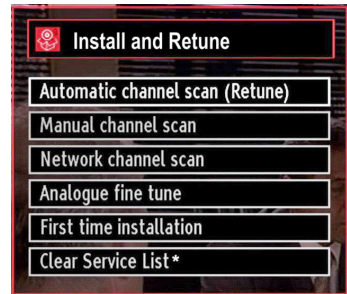 Install and Retune
Automatic channel scan (Retune)
Manual channel scan
Network channel scan
Analogue fine tune
First time installation
Clear Service List*